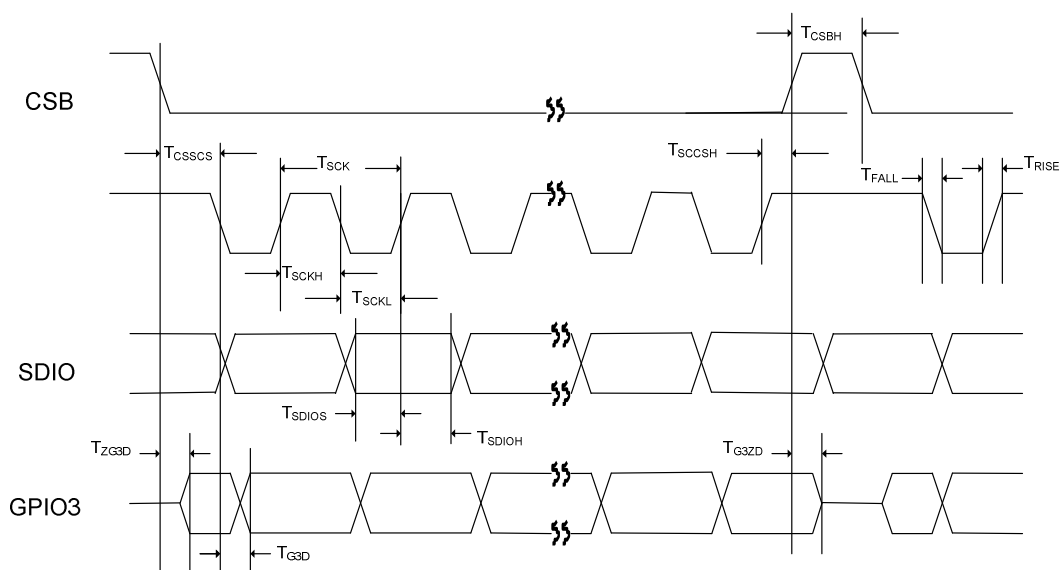 T_CSBH
CSB
T_CSSCS
T_SCK
T_SCCSH
T_FALL
T_RISE
T_SCKH
T_SCKL
SDIO
T_SDIOS
T_SDIOH
T_ZG3D
T_G3ZD
GPIO3
T_G3D